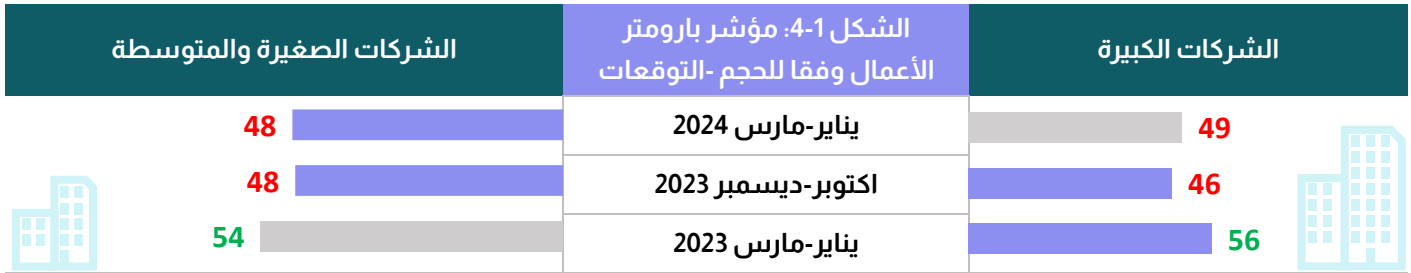 الشركات الكبيرة
الشكل 1-4: مؤشر بارومتر
الأعمال وفقا للحجم -التوقعات
الشركات الصغيرة والمتوسطة
49
يناير-مارس 2024
48
46
اكتوبر-ديسمبر 2023
48
56
يناير-مارس 2023
54